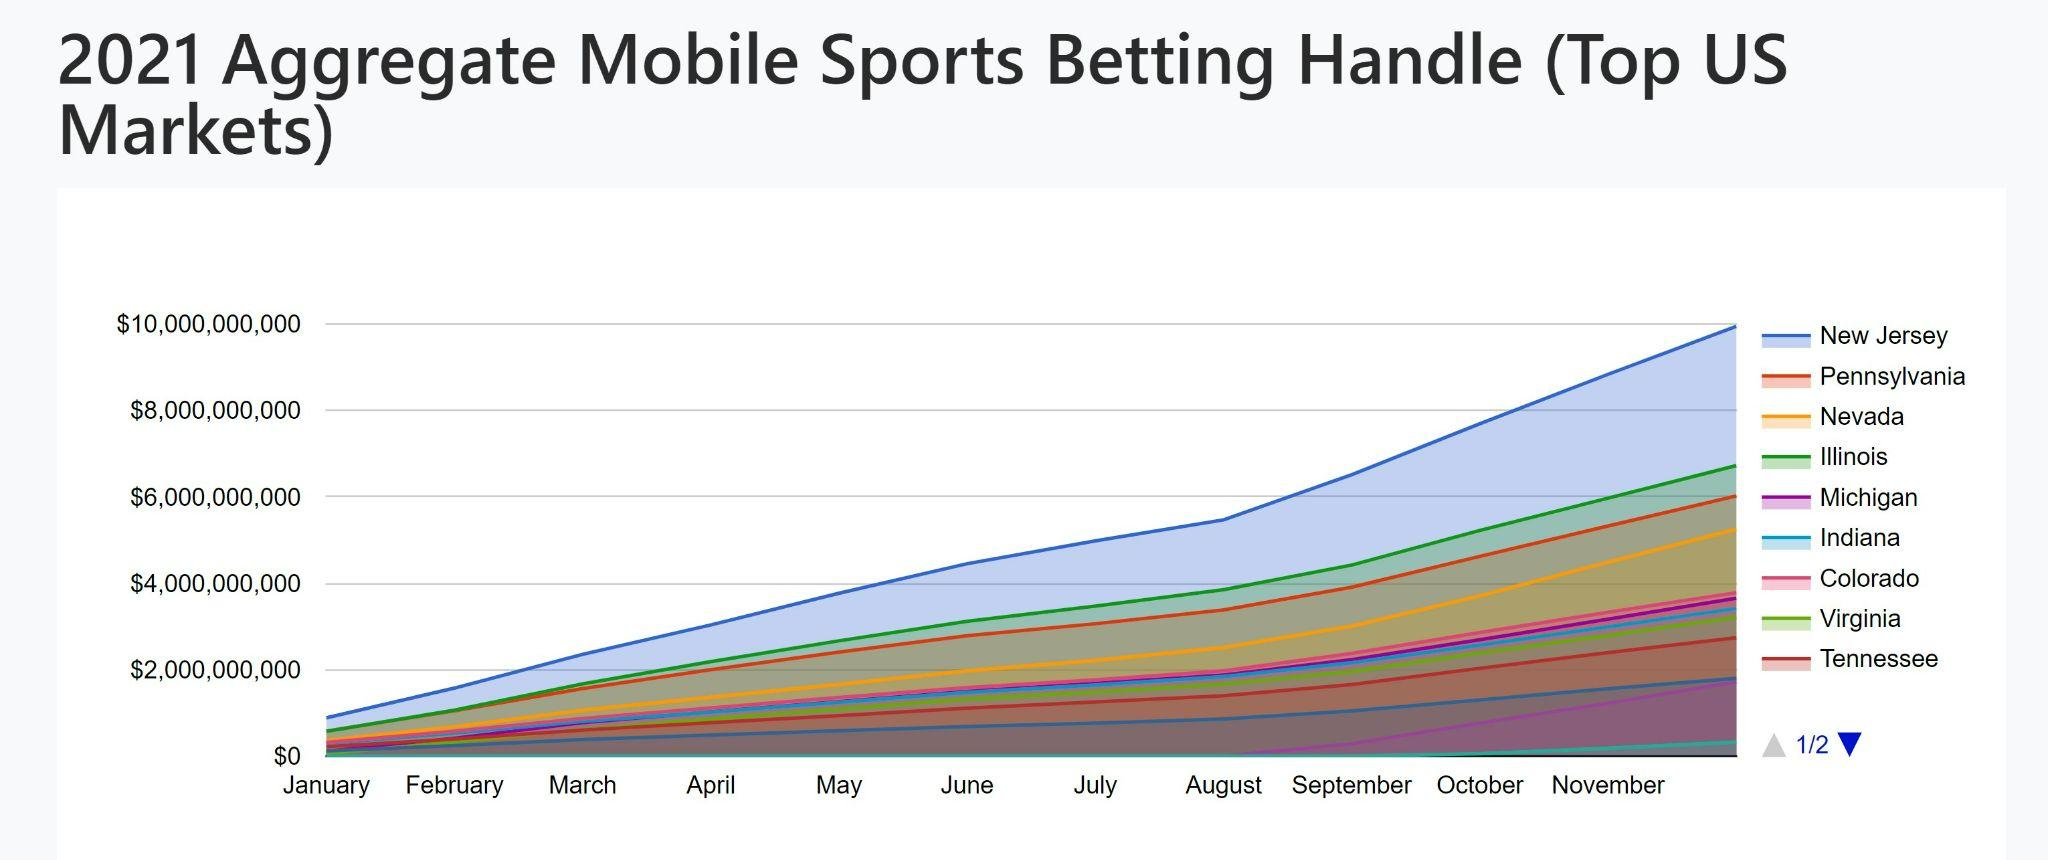 2021 Aggregate Mobile Sports Betting Handle (Top US
Markets)
$10,000,000,000
$8,000,000,000
$6,000,000,000
$4,000,000,000
$2,000,000,000
$0
January February March April May June July August September October November
New Jersey
Pennsylvania
Nevada
Illinois
Michigan
Indiana
Colorado
Virginia
Tennessee
1/2